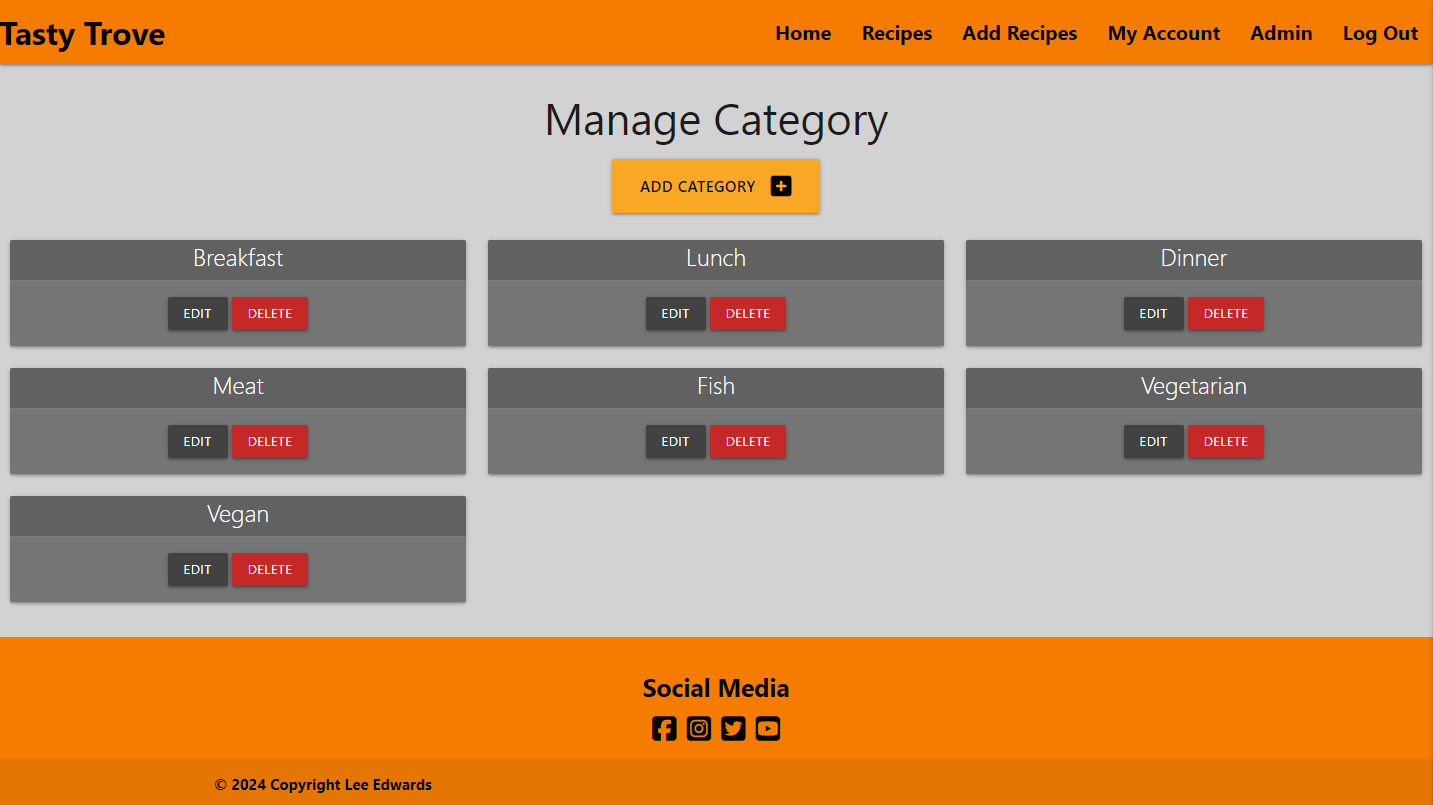 Tasty Trove
Home Recipes Add Recipes My Account Admin Log Out
Manage Category
ADD CATEGORY
Breakfast Lunch Dinner
EDIT DELETE EDIT DELETE EDIT DELETE
Meat Fish Vegetarian
EDIT DELETE EDIT DELETE EDIT DELETE
Vegan
EDIT DELETE
Social Media
© 2024 Copyright Lee Edwards